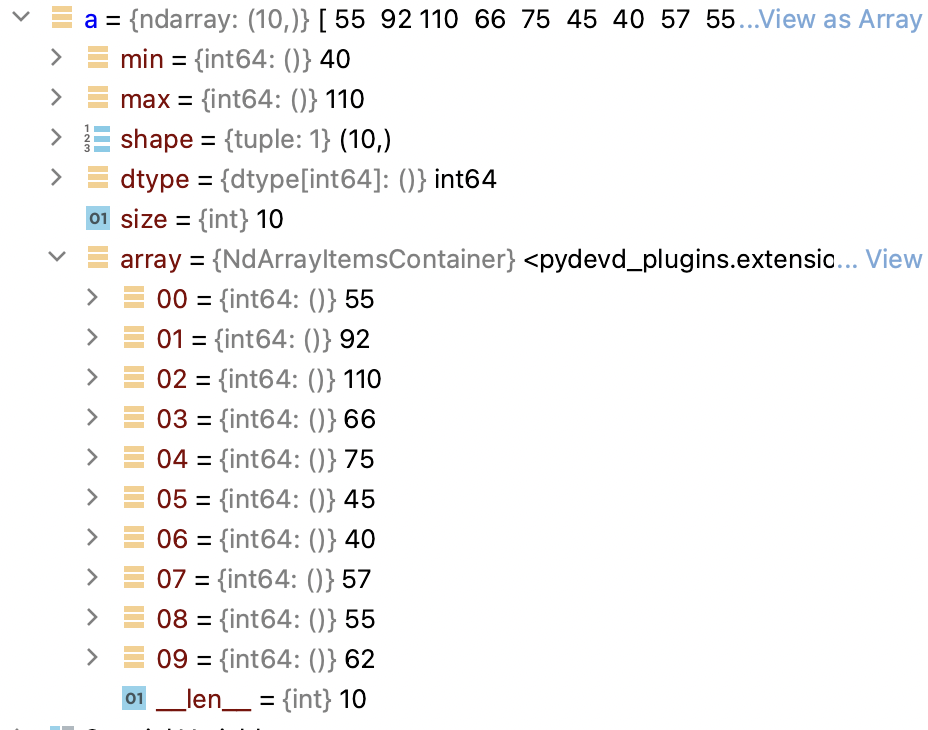 a = {ndarray: (10,)} [ 55 92 110 66 75 45 40 57 55...View as Array
min = {int64: ()} 40
max = {int64: ()} 110
shape = {tuple: 1} (10,)
dtype = {dtype[int64]: ()} int64
01 size = {int} 10
array = {NdArrayItemsContainer} <pydevd_plugins.extensio... View
00 = {int64: ()} 55
01 = {int64: ()} 92
02 = {int64: ()} 110
03 = {int64: ()} 66
04 = {int64: ()} 75
05 = {int64: ()} 45
06 = {int64: ()} 40
07 = {int64: ()} 57
08 = {int64: ()} 55
09 = {int64: ()} 62
01 __len__ = {int} 10